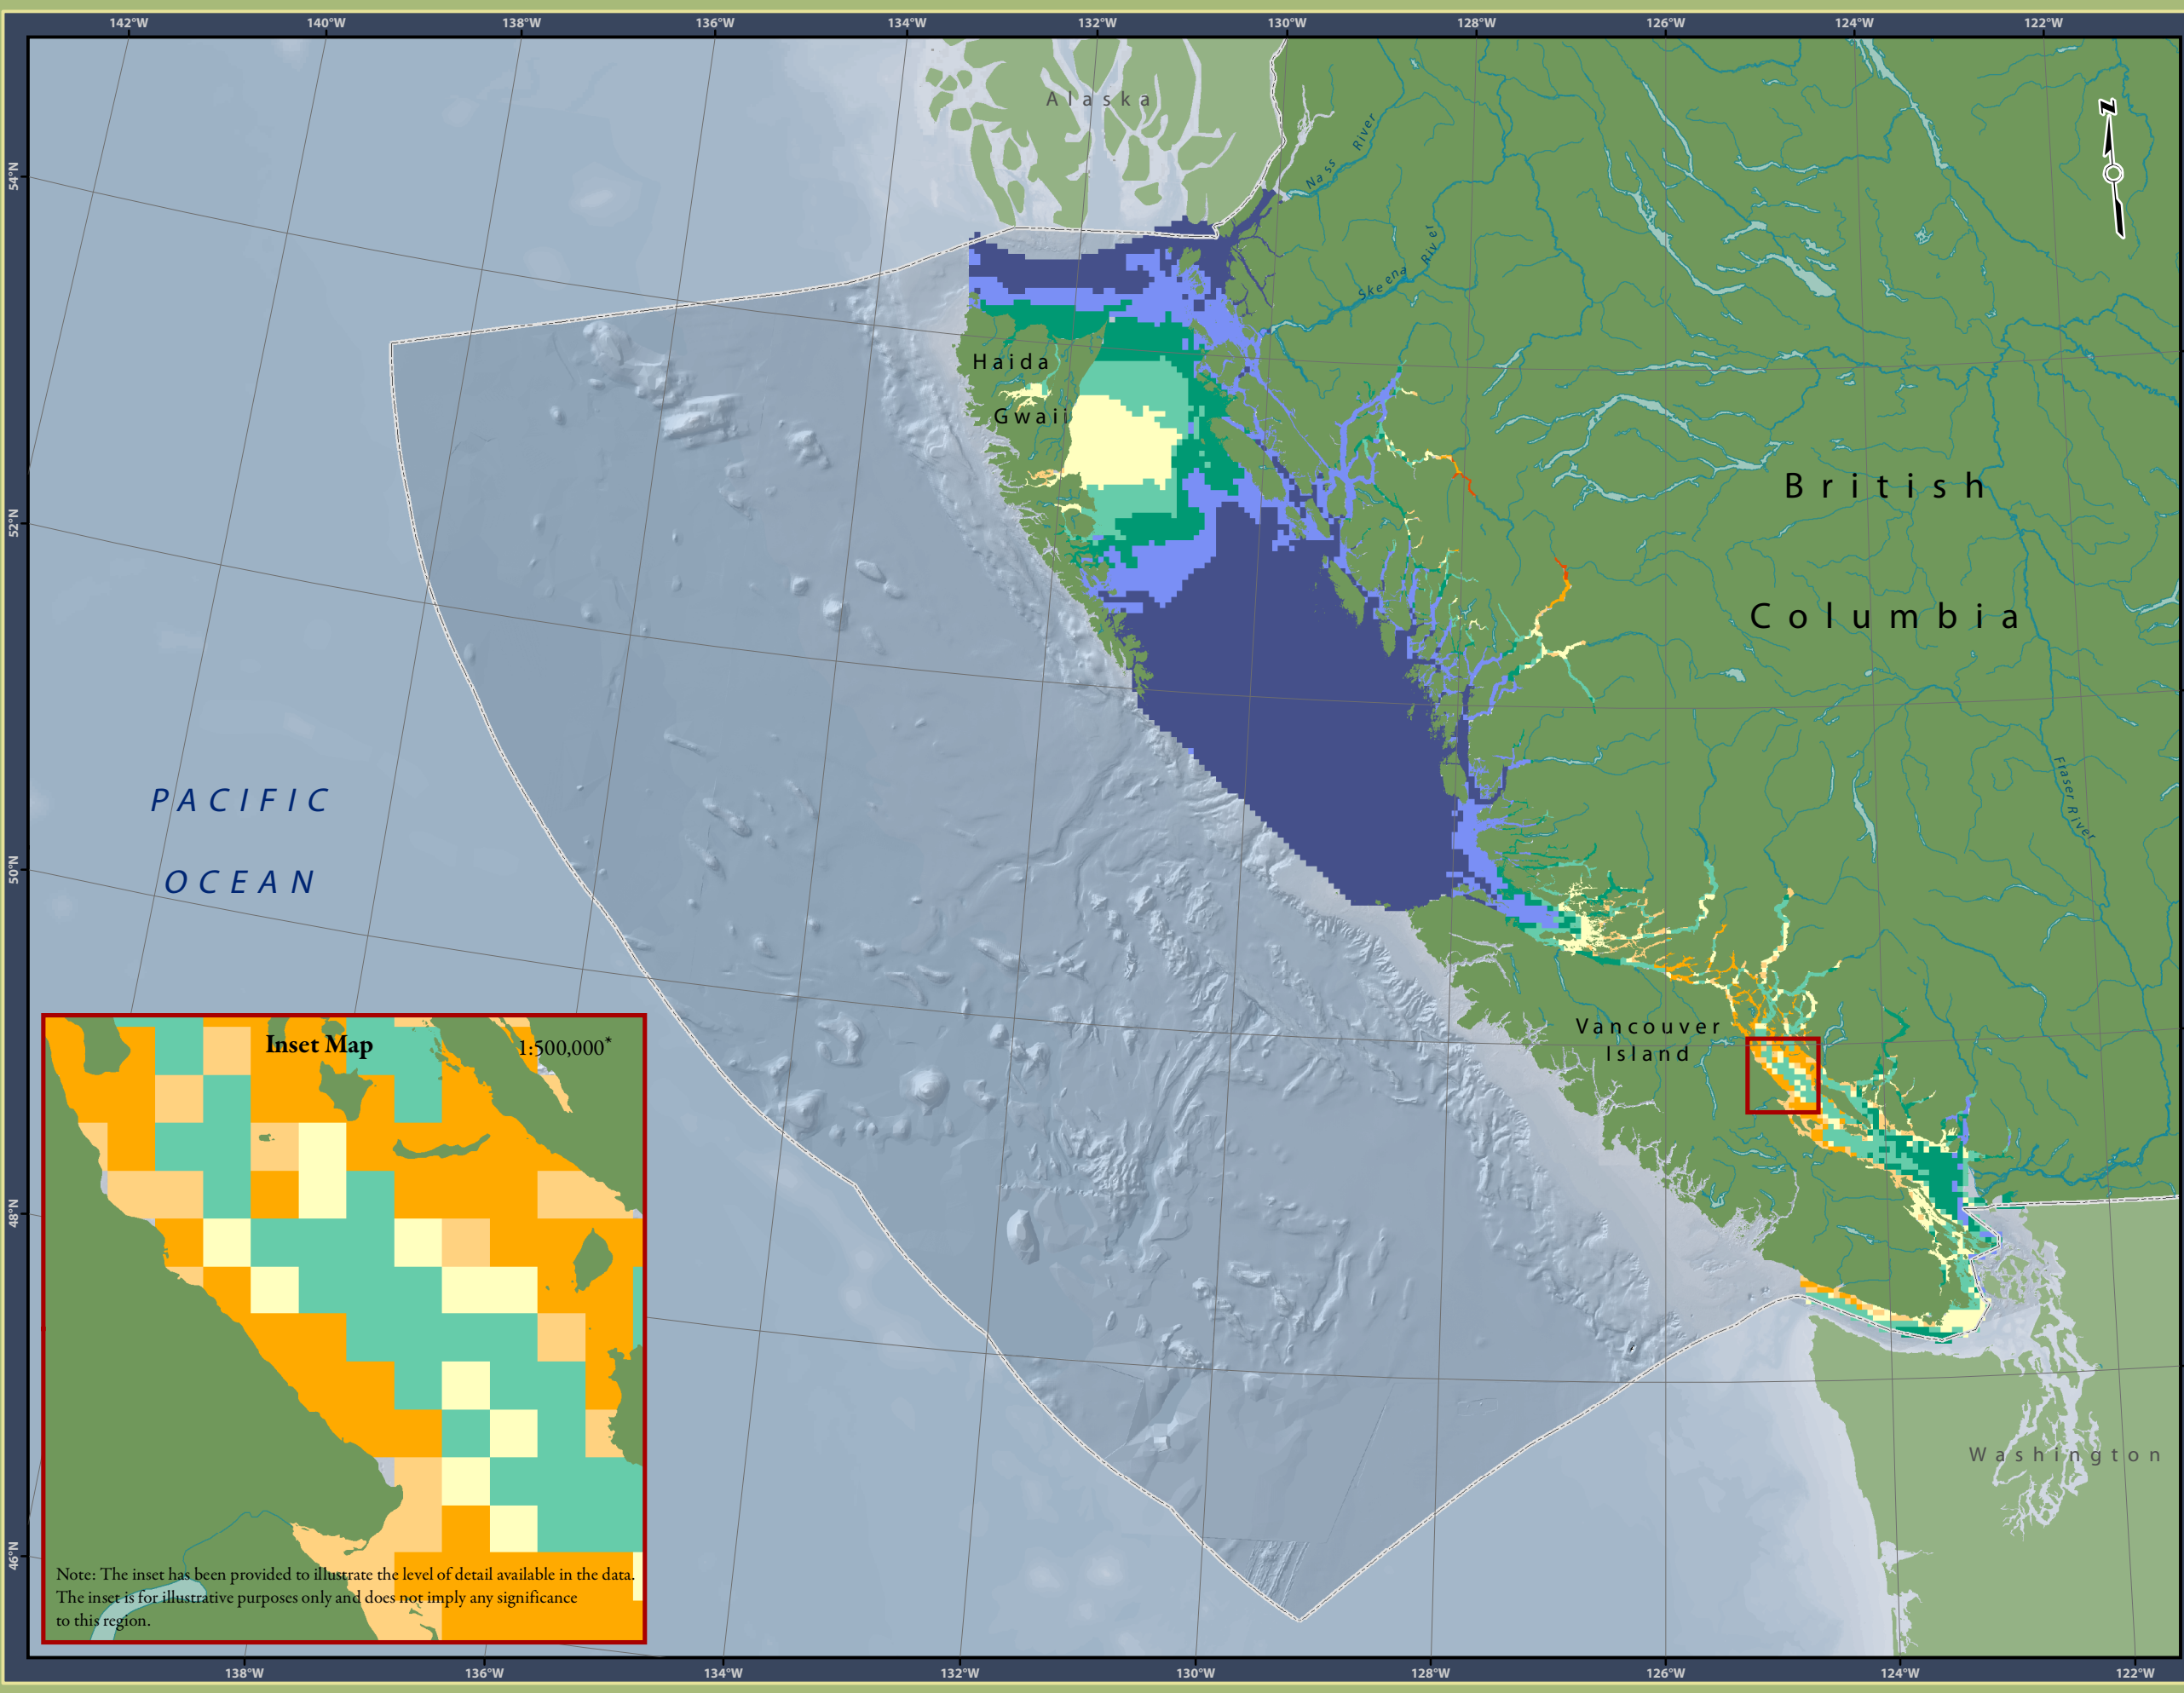 142°W 140°W 138°W 136°W 134°W 132°W 130°W 128°W 126°W 124°W 122°W
Alaska
N
Nass River
54°N
Skeena River
Haida
Gwaii
British
52°N
Columbia
PACIFIC
Fraser River
OCEAN
50°N
Vancouver
Island
Inset Map 1:500,000*
48°N
Washington
46°N
Note: The inset has been provided to illustrate the level of detail available in the data.
The inset is for illustrative purposes only and does not imply any significance
to this region.
138°W 136°W 134°W 132°W 130°W 128°W 126°W 124°W 122°W